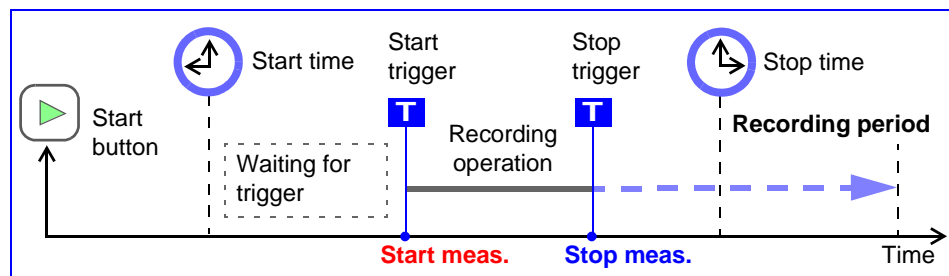 Start time
Start
trigger
Stop
trigger
Stop time
T
T
Start
button
Waiting for
trigger
Recording
operation
Recording period
Start meas.
Stop meas.
Time